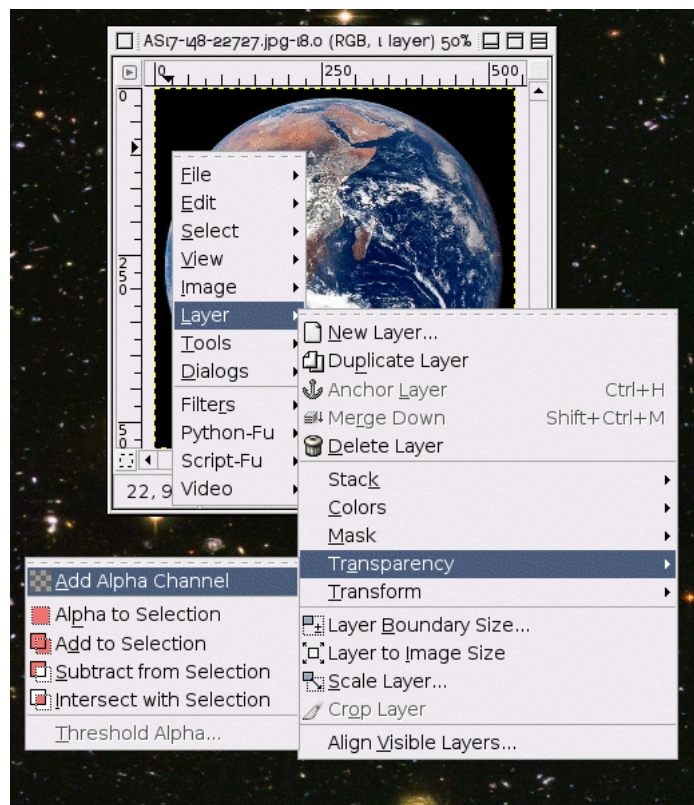 AS17-148-22727.jpg-18.0 (RGB, 1 layer) 50%
0 250 500
0
250
5
File
Edit
Select
View
Image
Layer
Tools
Dialogs
Filters
Python-Fu
Script-Fu
Video
22, 9
New Layer...
Duplicate Layer
Anchor Layer Ctrl+H
Merge Down Shift+Ctrl+M
Delete Layer
Stack
Colors
Mask
Transparency
Transform
Layer Boundary Size...
Layer to Image Size
Scale Layer...
Crop Layer
Align Visible Layers...
Add Alpha Channel
Alpha to Selection
Add to Selection
Subtract from Selection
Intersect with Selection
Threshold Alpha...